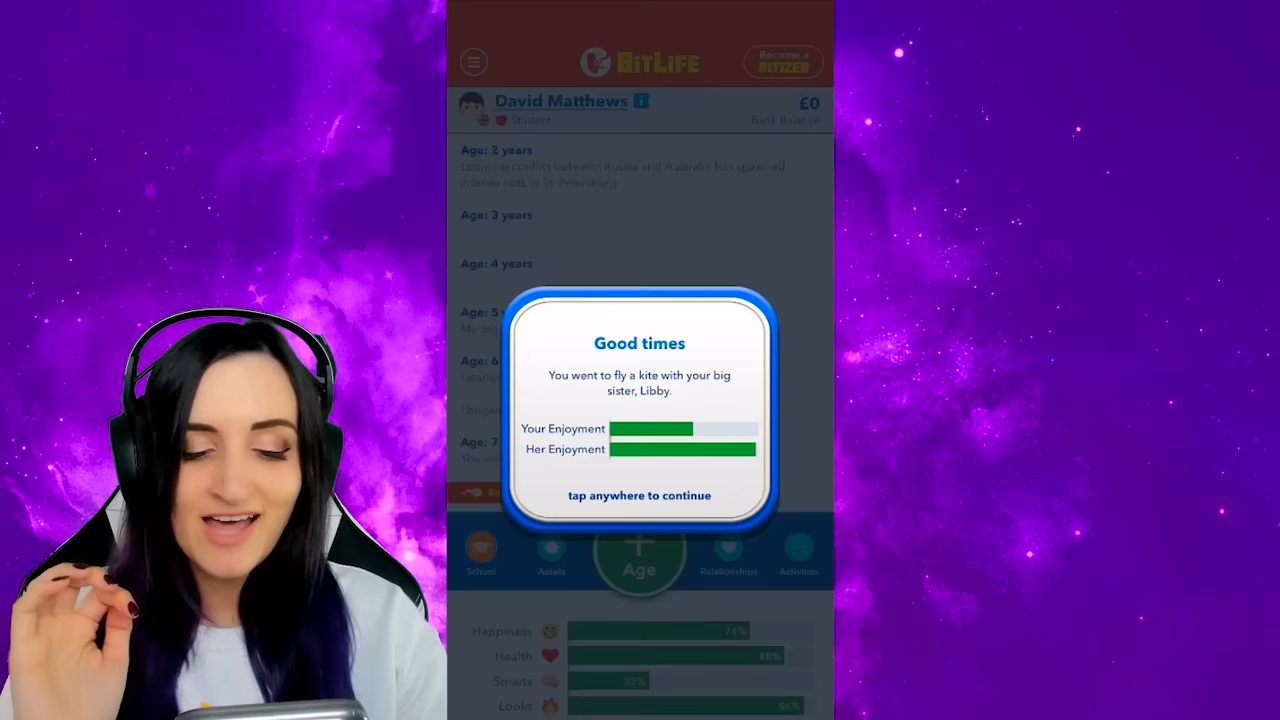 BITLIFE
Become a
BITIZEN
David Matthews
£0
Student
Bank Balance
Age: 2 years
Looming conflict between Russia and Australia has spawned
intense riots in St. Petersburg
Age: 3 years
Age: 4 years
Age: 5
My big
Age: 6
I started
Age: 7
Good times
You went to fly a kite with your big
sister, Libby.
Your Enjoyment
Her Enjoyment
tap anywhere to continue
School
Assets
Age
Relationships
Activities
Happiness
74%
Health
Smarts
33%
Looks
96%